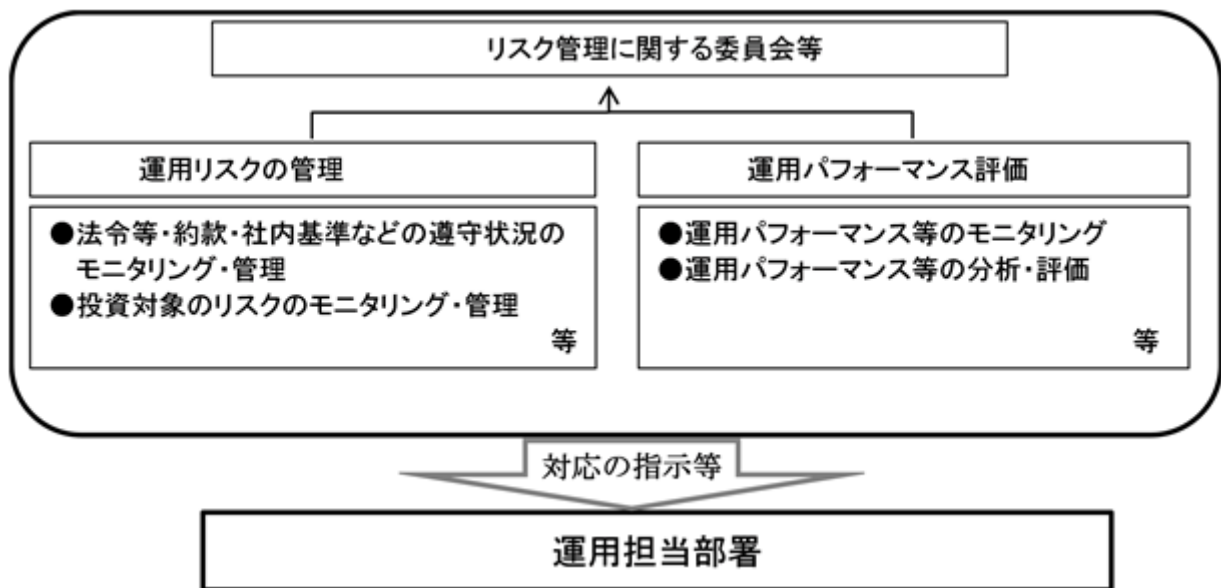 リスク管理に関する委員会等
運用リスクの管理
●法令等・約款・社内基準などの遵守状況の
モニタリング・管理
●投資対象のリスクのモニタリング・管理
等
運用パフォーマンス評価
●運用パフォーマンス等のモニタリング
●運用パフォーマンス等の分析・評価
等
対応の指示等
運用担当部署